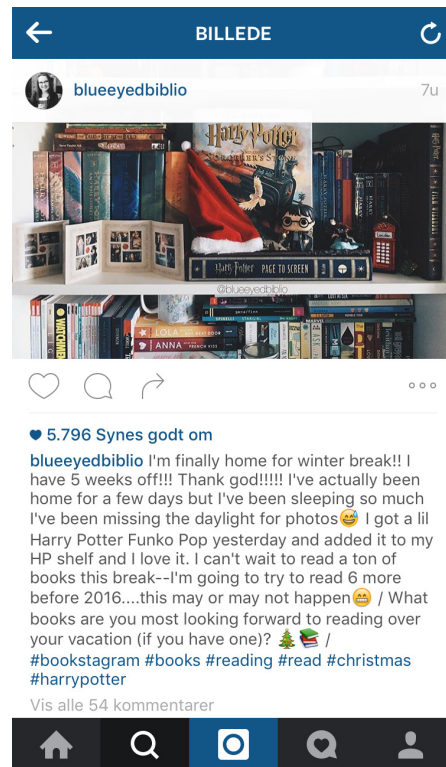 BILLEDE
blueeyedbiblio
7u
Harry Potter
SORCERER'S STONE
Harry Potter PAGE TO SCREEN
@blueeyedbiblio
WATCHMEN
LOLA
ANNA FRENCH KISS
MARVEL
5.796 Synes godt om
blueeyedbiblio I'm finally home for winter break!! I
have 5 weeks off!!! Thank god!!!!! I've actually been
home for a few days but I've been sleeping so much
I've been missing the daylight for photos😅 I got a lil
Harry Potter Funko Pop yesterday and added it to my
HP shelf and I love it. I can't wait to read a ton of
books this break--I'm going to try to read 6 more
before 2016....this may or may not happen😁 / What
books are you most looking forward to reading over
your vacation (if you have one)? 🎄📚 /
#bookstagram #books #reading #read #christmas
#harrypotter
Vis alle 54 kommentarer